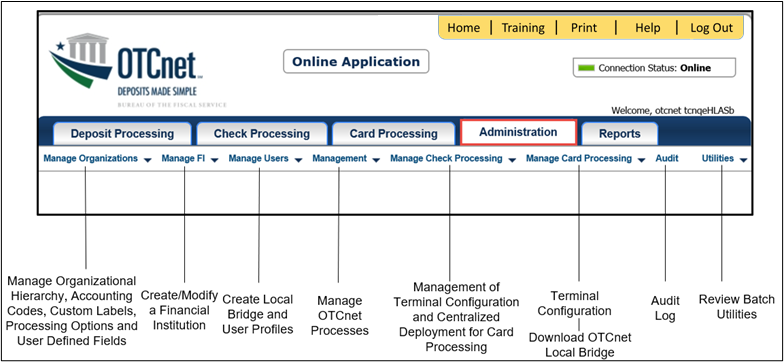 Home | Training | Print | Help | Log Out
OTCnet
DEPOSITS MADE SIMPLE
BUREAU OF THE FISCAL SERVICE
Online Application
Connection Status: Online
Welcome, otcnet tcnqeHLASb
Deposit Processing Check Processing Card Processing Administration Reports
Manage Organizations Manage FI Manage Users Management Manage Check Processing Manage Card Processing Audit Utilities
Manage Organizational
Hierarchy, Accounting
Codes, Custom Labels,
Processing Options and
User Defined Fields
Create/Modify
a Financial
Institution
Create Local
Bridge and
User Profiles
Manage
OTCnet
Processes
Management of
Terminal Configuration
and Centralized
Deployment for Card
Processing
Terminal
Configuration
Download OTCnet
Local Bridge
Audit
Log
Review Batch
Utilities